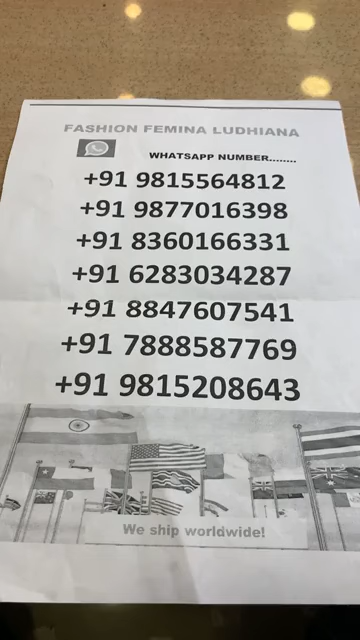 FASHION FEMINA LUDHIANA
WHATSAPP NUMBER........
+91 9815564812
+91 9877016398
+91 8360166331
+91 6283034287
+91 8847607541
+91 7888587769
+91 9815208643
We ship worldwide!